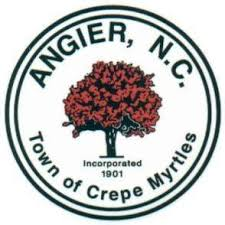 ANGIER, N.C.
Incorporated
1901
Town of Crepe Myrtles